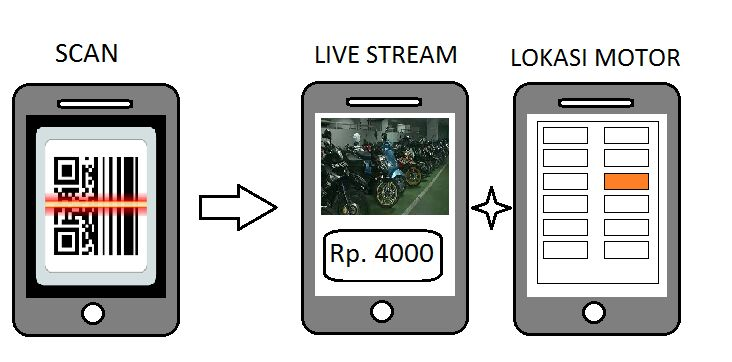 SCAN
LIVE STREAM
LOKASI MOTOR
Rp. 4000